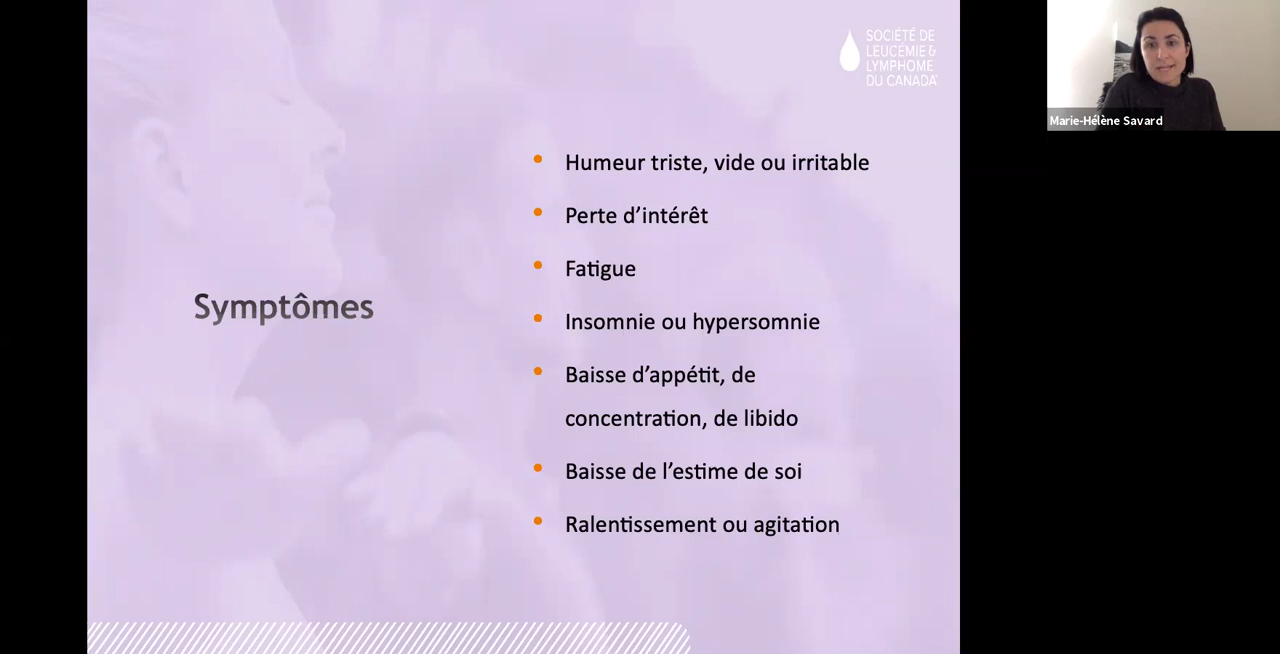 SOCIÉTÉ DE
LEUCÉMIE &
LYMPHOME
DU CANADA
Marie-Hélène Savard
Symptômes
Humeur triste, vide ou irritable
Perte d’intérêt
Fatigue
Insomnie ou hypersomnie
Baisse d’appétit, de
concentration, de libido
Baisse de l’estime de soi
Ralentissement ou agitation